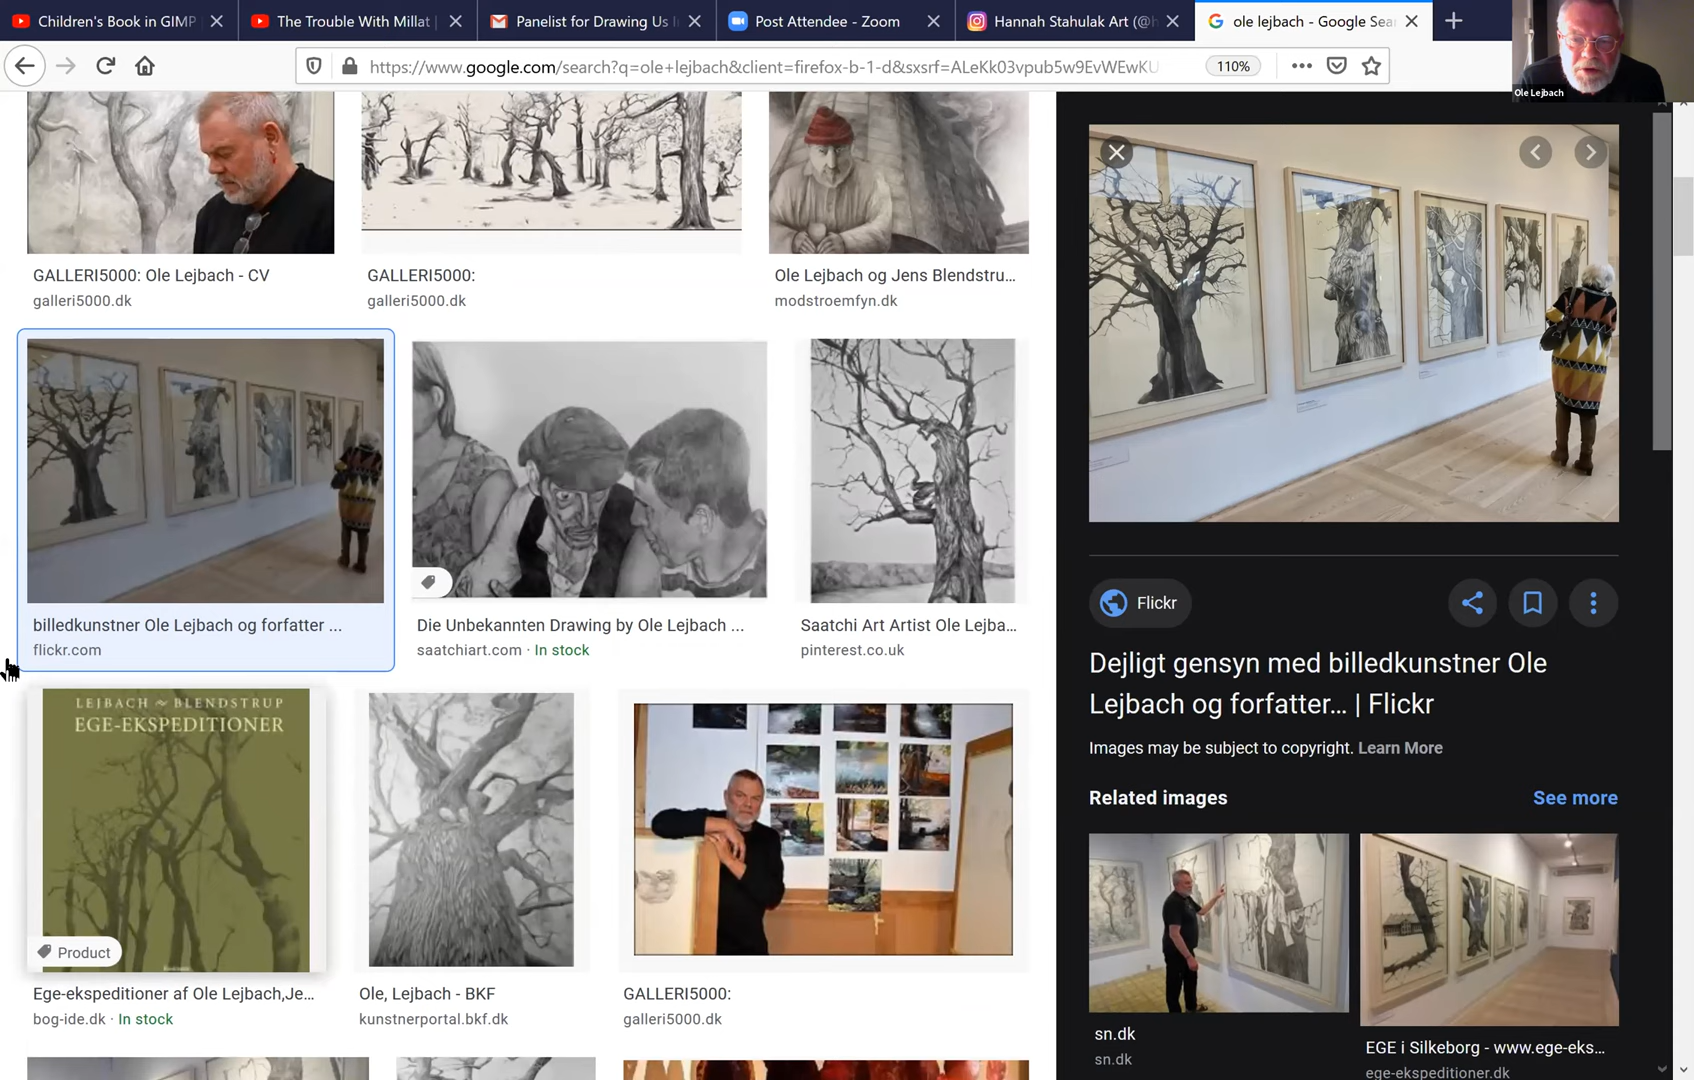 Children's Book in GIMP
The Trouble With Millat
Panelist for Drawing Us
Post Attendee - Zoom
Hannah Stahulak Art (@h
ole lejbach - Google Sear
https://www.google.com/search?q=ole+lejbach&client=firefox-b-1-d&sxsrf=ALeKk03vpub5w9EvWEwKU
110%
Ole Lejbach
GALLERI5000: Ole Lejbach - CV
galleri5000.dk
GALLERI5000:
galleri5000.dk
Ole Lejbach og Jens Blendstru...
modstroemfyn.dk
billedkunstner Ole Lejbach og forfatter ...
flickr.com
Die Unbekannten Drawing by Ole Lejbach ...
saatchiart.com · In stock
Saatchi Art Artist Ole Lejba...
pinterest.co.uk
LEJBACH ~ BLENDSTRUP
EGE-EKSPEDITIONER
Product
Ege-ekspeditioner af Ole Lejbach,Je...
bog-ide.dk · In stock
Ole, Lejbach - BKF
kunstnerportal.bkf.dk
GALLERI5000:
galleri5000.dk
Flickr
Dejligt gensyn med billedkunstner Ole
Lejbach og forfatter... | Flickr
Images may be subject to copyright. Learn More
Related images
See more
sn.dk
sn.dk
EGE i Silkeborg - www.ege-eks...
ege-ekspeditioner.dk